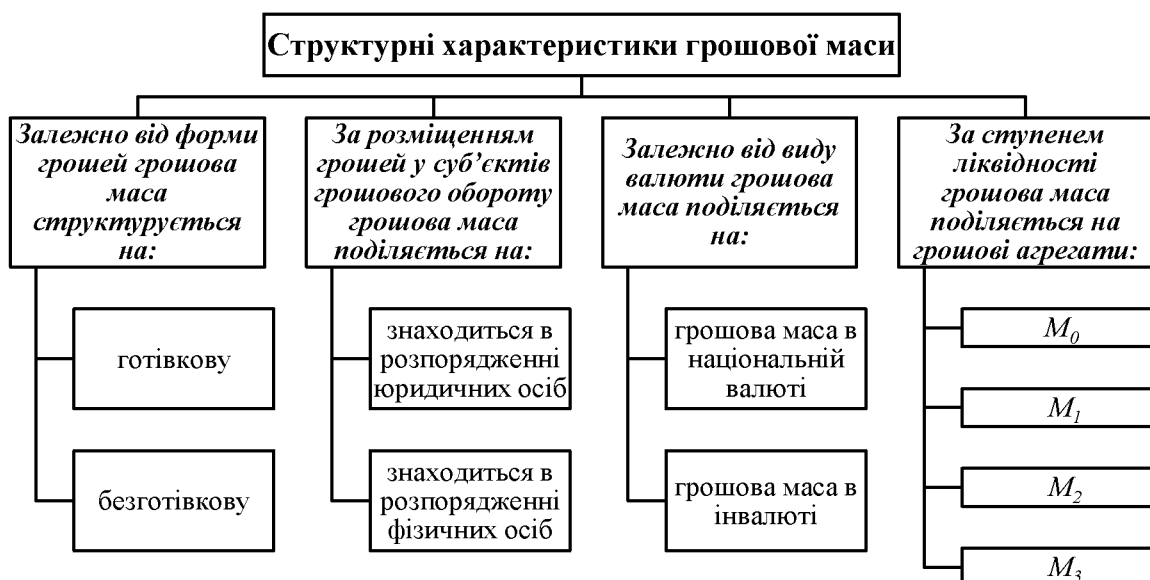 Структурні характеристики грошової маси
Залежно від форми
грошей грошова
маса
структурується
на:
готівкову
безготівкову
За розміщенням
грошей у суб’єктів
грошового обороту
грошова маса
поділяється на:
знаходиться в
розпорядженні
юридичних осіб
знаходиться в
розпорядженні
фізичних осіб
Залежно від виду
валюти грошова
маса поділяється
на:
грошова маса в
національній
валюті
грошова маса в
інвалюті
За ступенем
ліквідності
грошова маса
поділяється на
грошові агрегати:
M₀
M₁
M₂
M₃